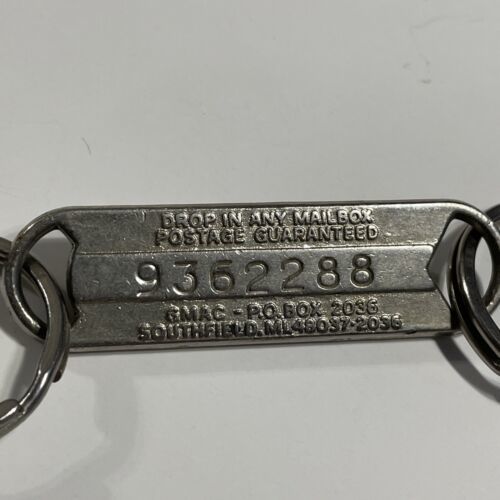 DROP IN ANY MAILBOX
POSTAGE GUARANTEED
9362288
GMAC - P.O. BOX 2036
SOUTHFIELD, MI. 48037-2036